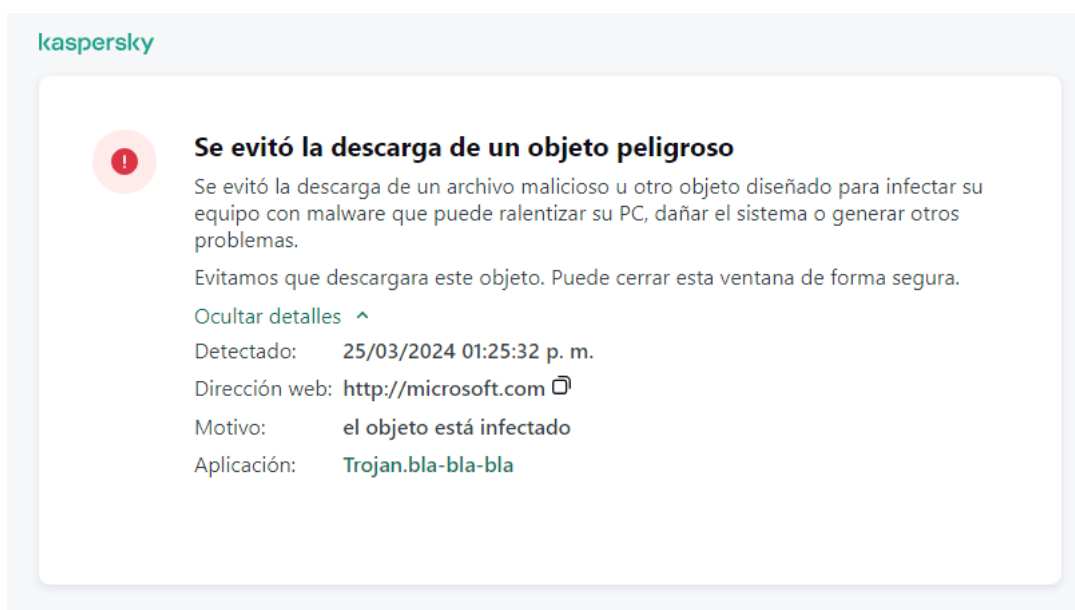 kaspersky
Se evitó la descarga de un objeto peligroso
Se evitó la descarga de un archivo malicioso u otro objeto diseñado para infectar su
equipo con malware que puede ralentizar su PC, dañar el sistema o generar otros
problemas.
Evitamos que descargara este objeto. Puede cerrar esta ventana de forma segura.
Ocultar detalles
Detectado: 25/03/2024 01:25:32 p. m.
Dirección web: http://microsoft.com
Motivo: el objeto está infectado
Aplicación: Trojan.bla-bla-bla